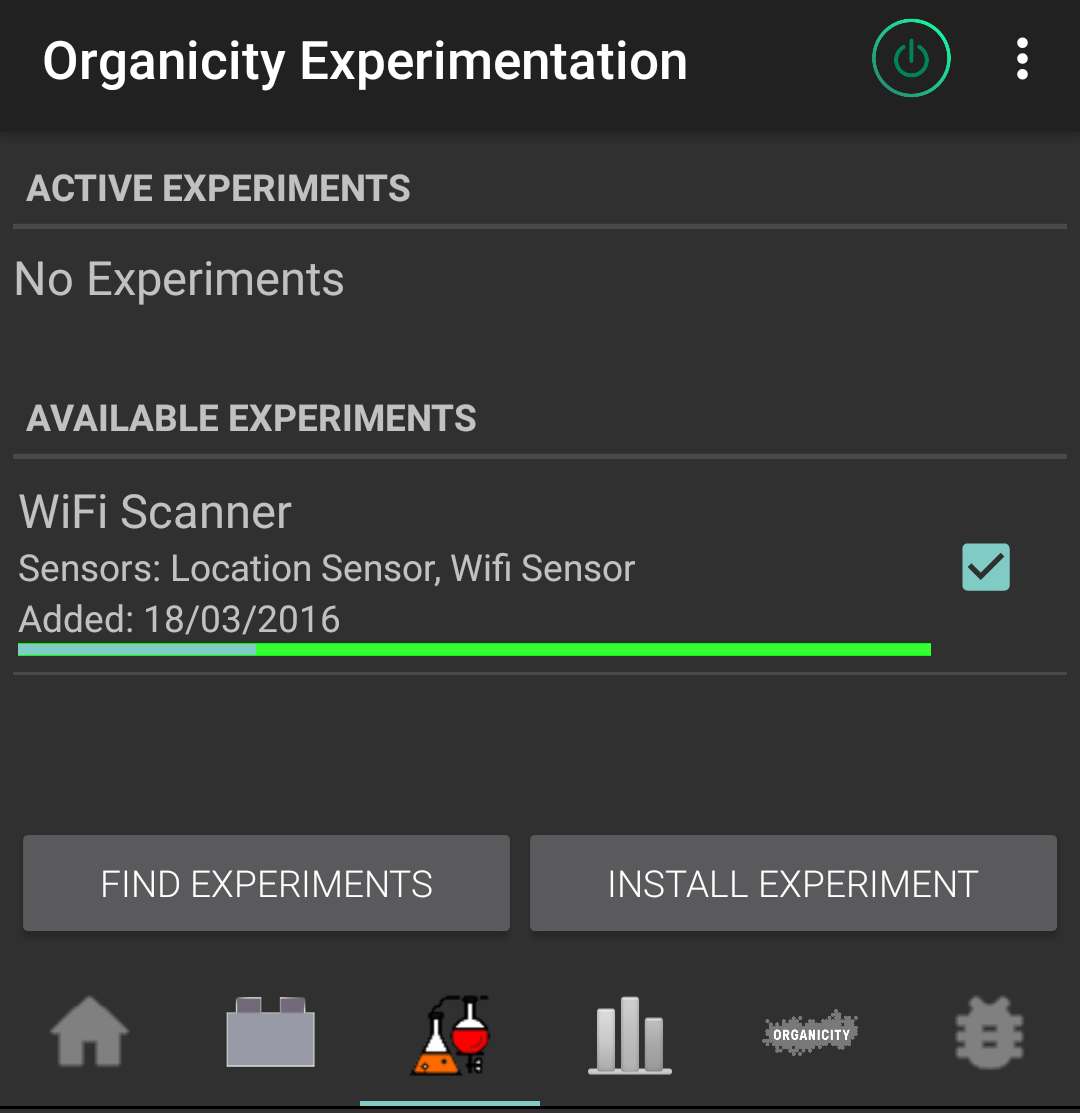 Organicity Experimentation
ACTIVE EXPERIMENTS
No Experiments
AVAILABLE EXPERIMENTS
WiFi Scanner
Sensors: Location Sensor, Wifi Sensor
Added: 18/03/2016
FIND EXPERIMENTS
INSTALL EXPERIMENT
ORGANICITY